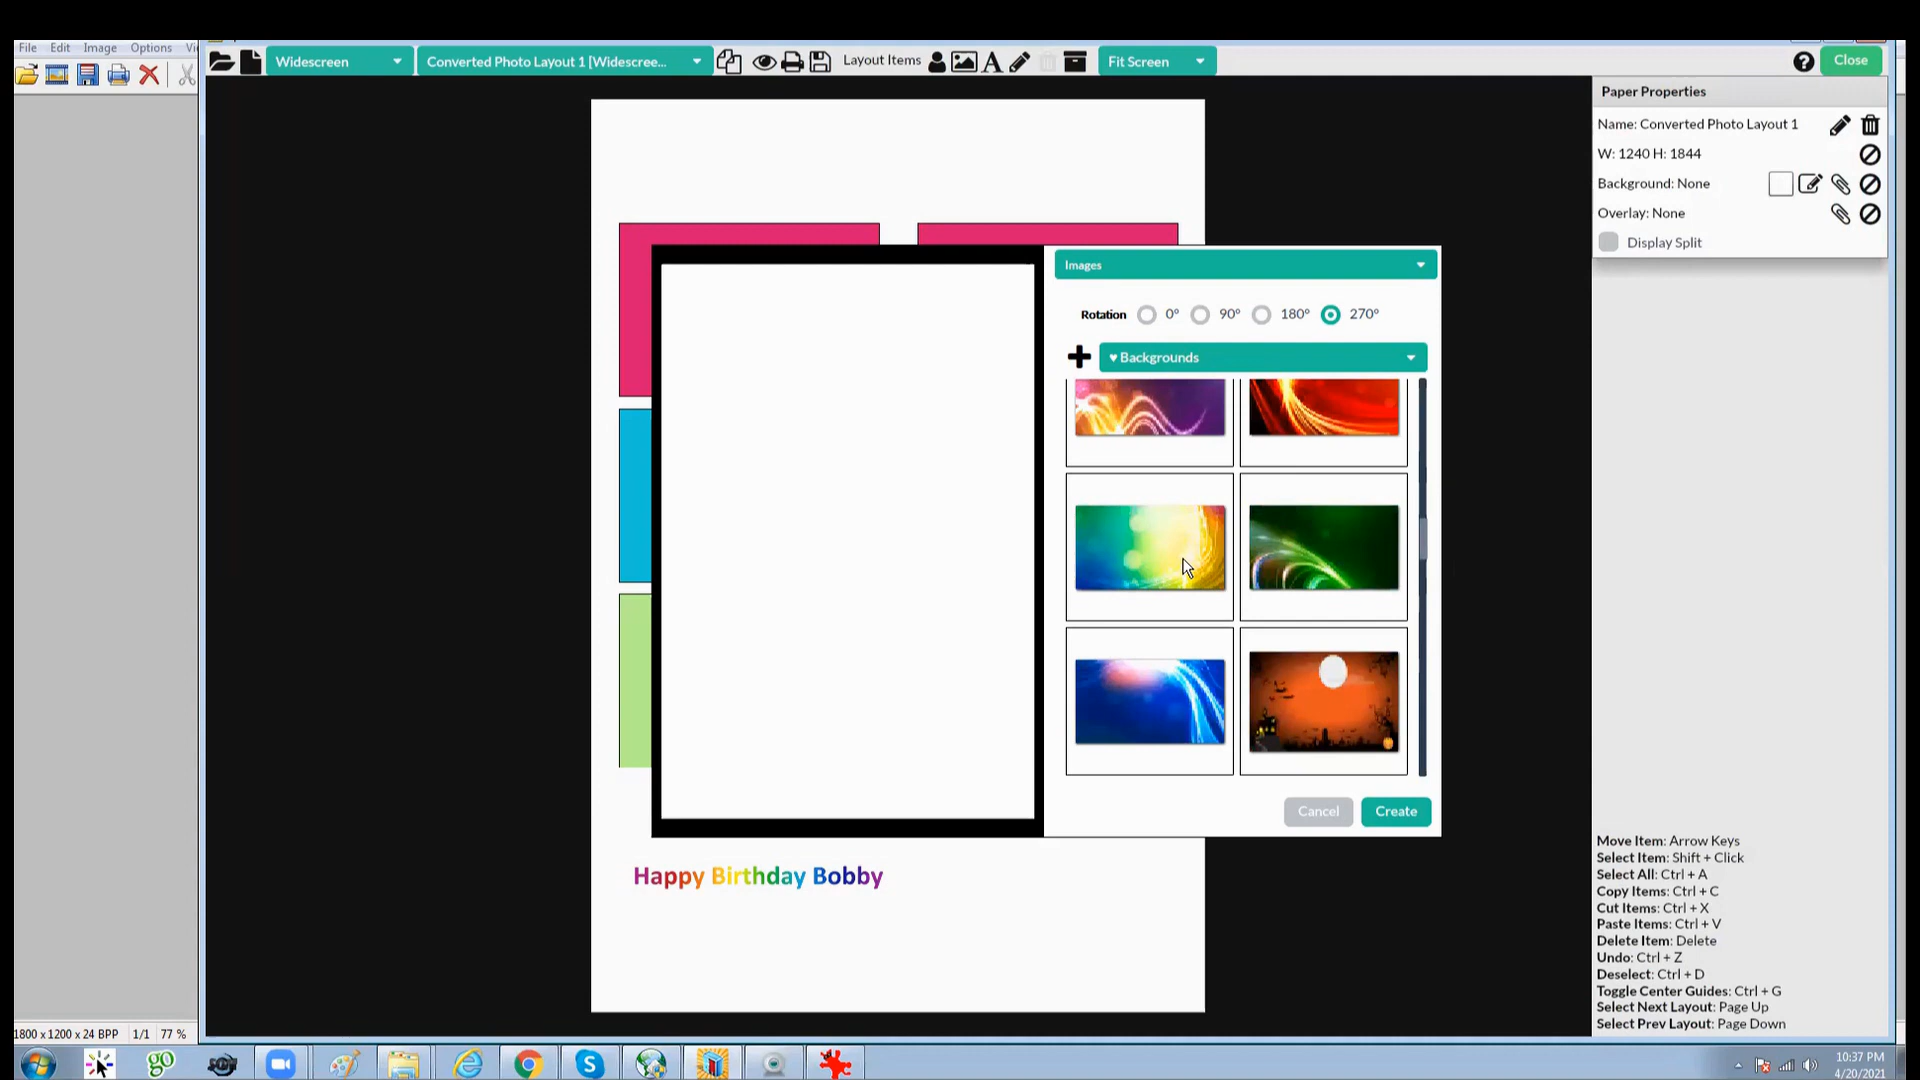 File Edit Image Options Vi
Widescreen
Converted Photo Layout 1 [Widescree...
Layout Items
Fit Screen
Close
Paper Properties
Name: Converted Photo Layout 1
W: 1240 H: 1844
Background: None
Overlay: None
Display Split
Images
Rotation 0° 90° 180° 270°
♥ Backgrounds
Cancel
Create
Happy Birthday Bobby
Move Item: Arrow Keys
Select Item: Shift + Click
Select All: Ctrl + A
Copy Items: Ctrl + C
Cut Items: Ctrl + X
Paste Items: Ctrl + V
Delete Item: Delete
Undo: Ctrl + Z
Deselect: Ctrl + D
Toggle Center Guides: Ctrl + G
Select Next Layout: Page Up
Select Prev Layout: Page Down
1800 x 1200 x 24 BPP 1/1 77 %
go
10:37 PM
4/20/2021